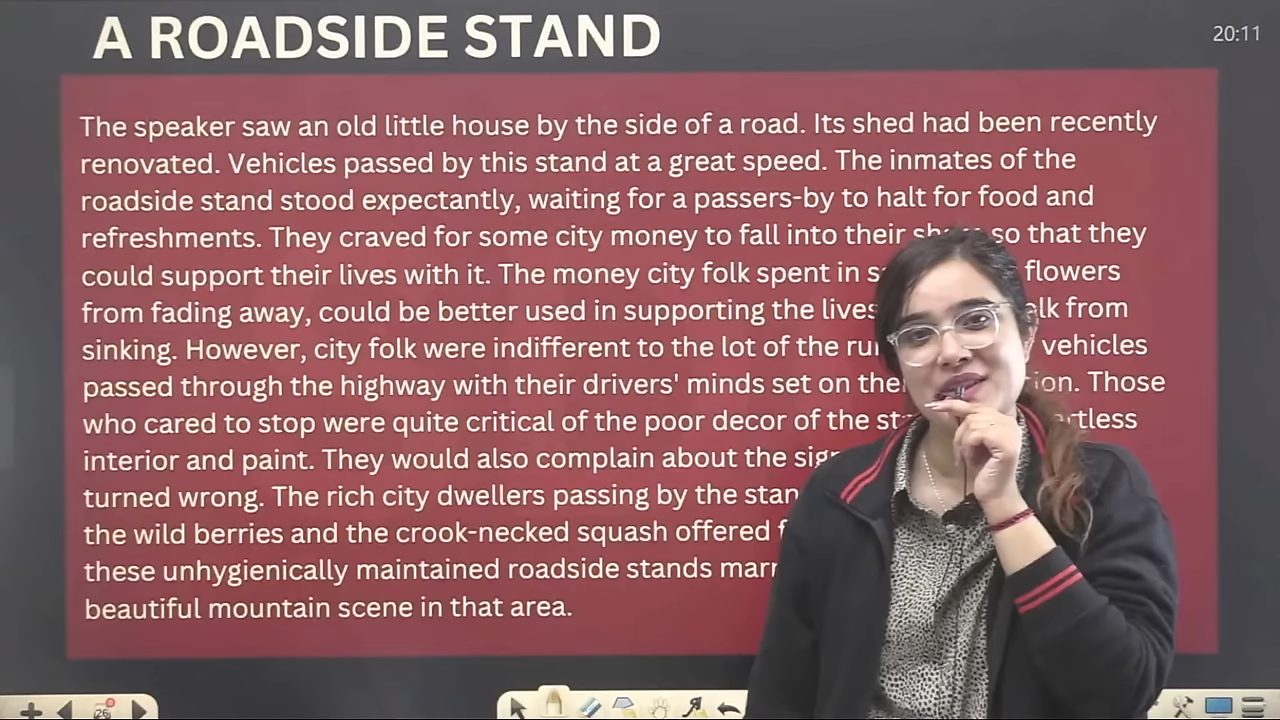 A ROADSIDE STAND
20:11
The speaker saw an old little house by the side of a road. Its shed had been recently
renovated. Vehicles passed by this stand at a great speed. The inmates of the
roadside stand stood expectantly, waiting for a passers-by to halt for food and
refreshments. They craved for some city money to fall into their so that they
could support their lives with it. The money city folk spent in flowers
from fading away, could be better used in supporting the lives from
sinking. However, city folk were indifferent to the lot of the vehicles
passed through the highway with their drivers' minds set on Those
who cared to stop were quite critical of the poor decor of the
interior and paint. They would also complain about the
turned wrong. The rich city dwellers passing by the
the wild berries and the crook-necked squash offered
these unhygienically maintained roadside stands
beautiful mountain scene in that area.
26